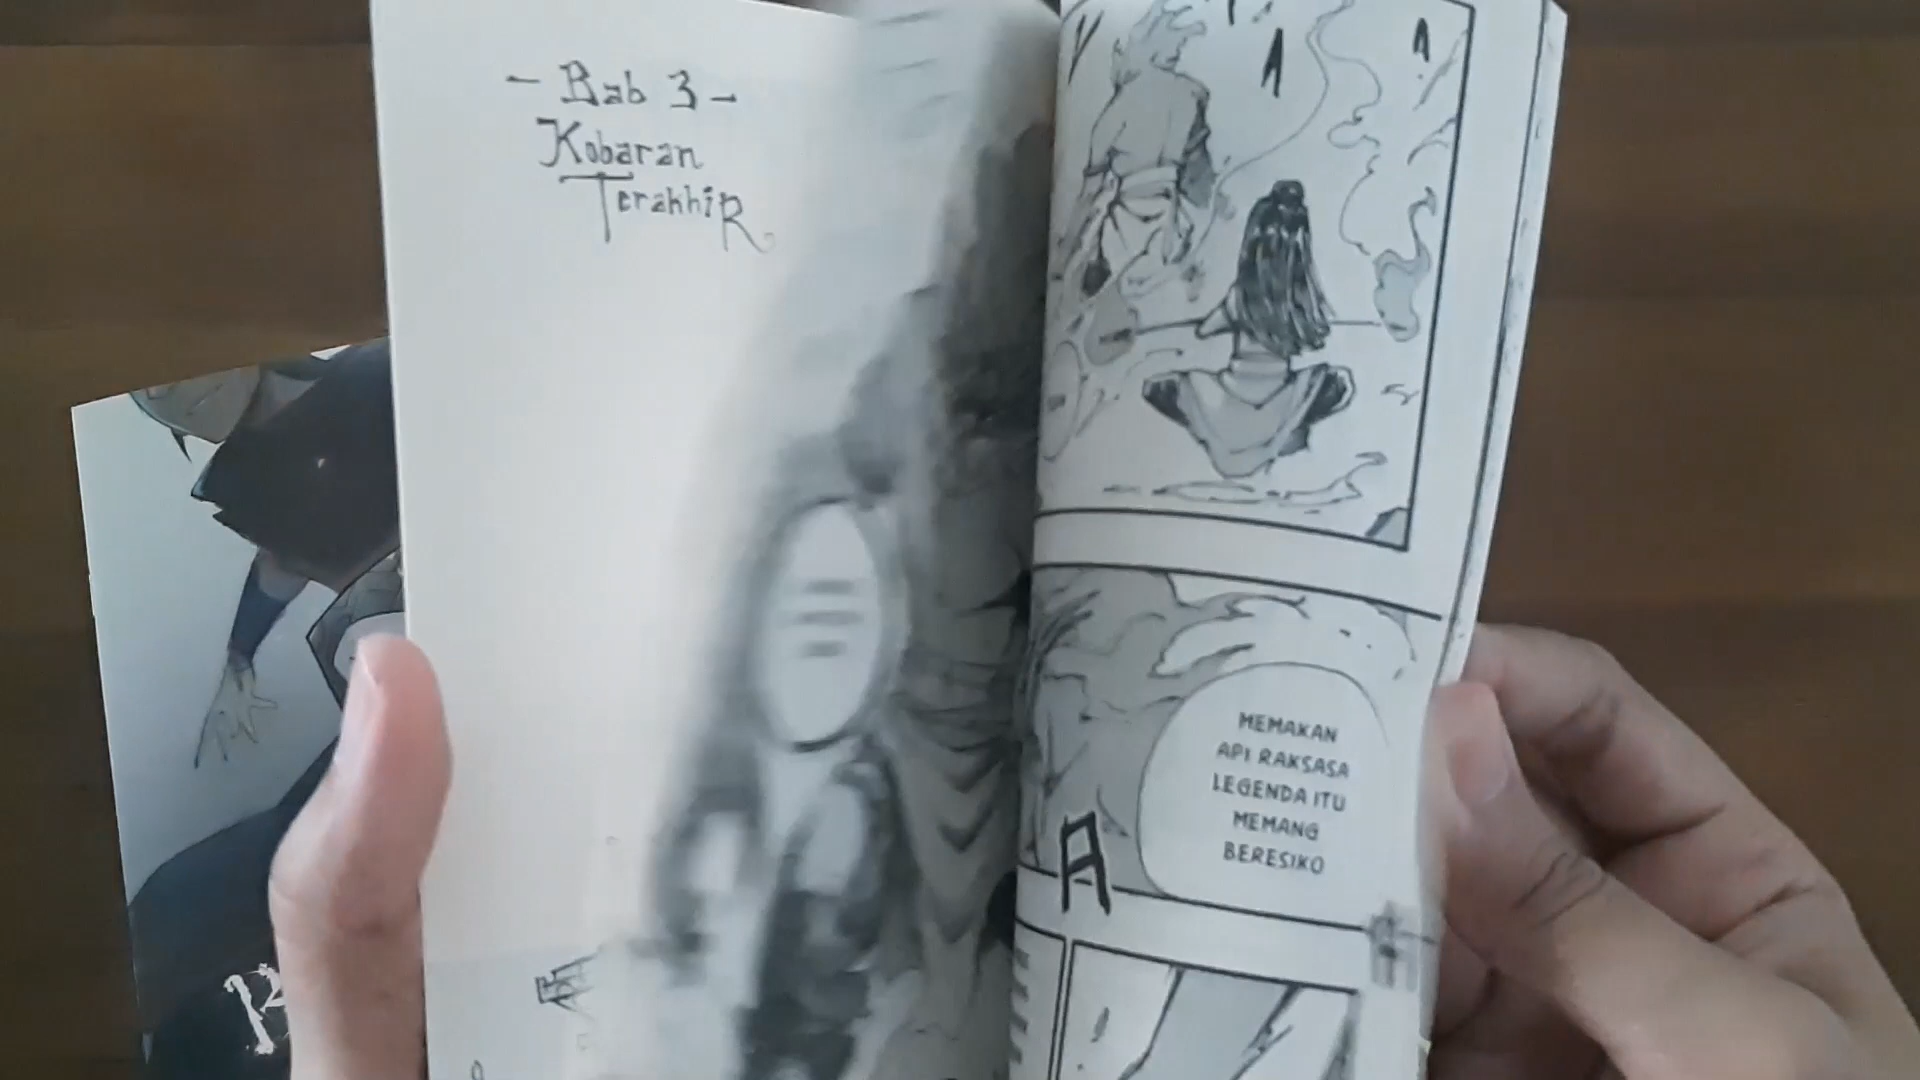 - Bab 3 -
Kobaran
TerakhiR
MEMAKAN
API RAKSASA
LEGENDA ITU
MEMANG
BERESIKO
A